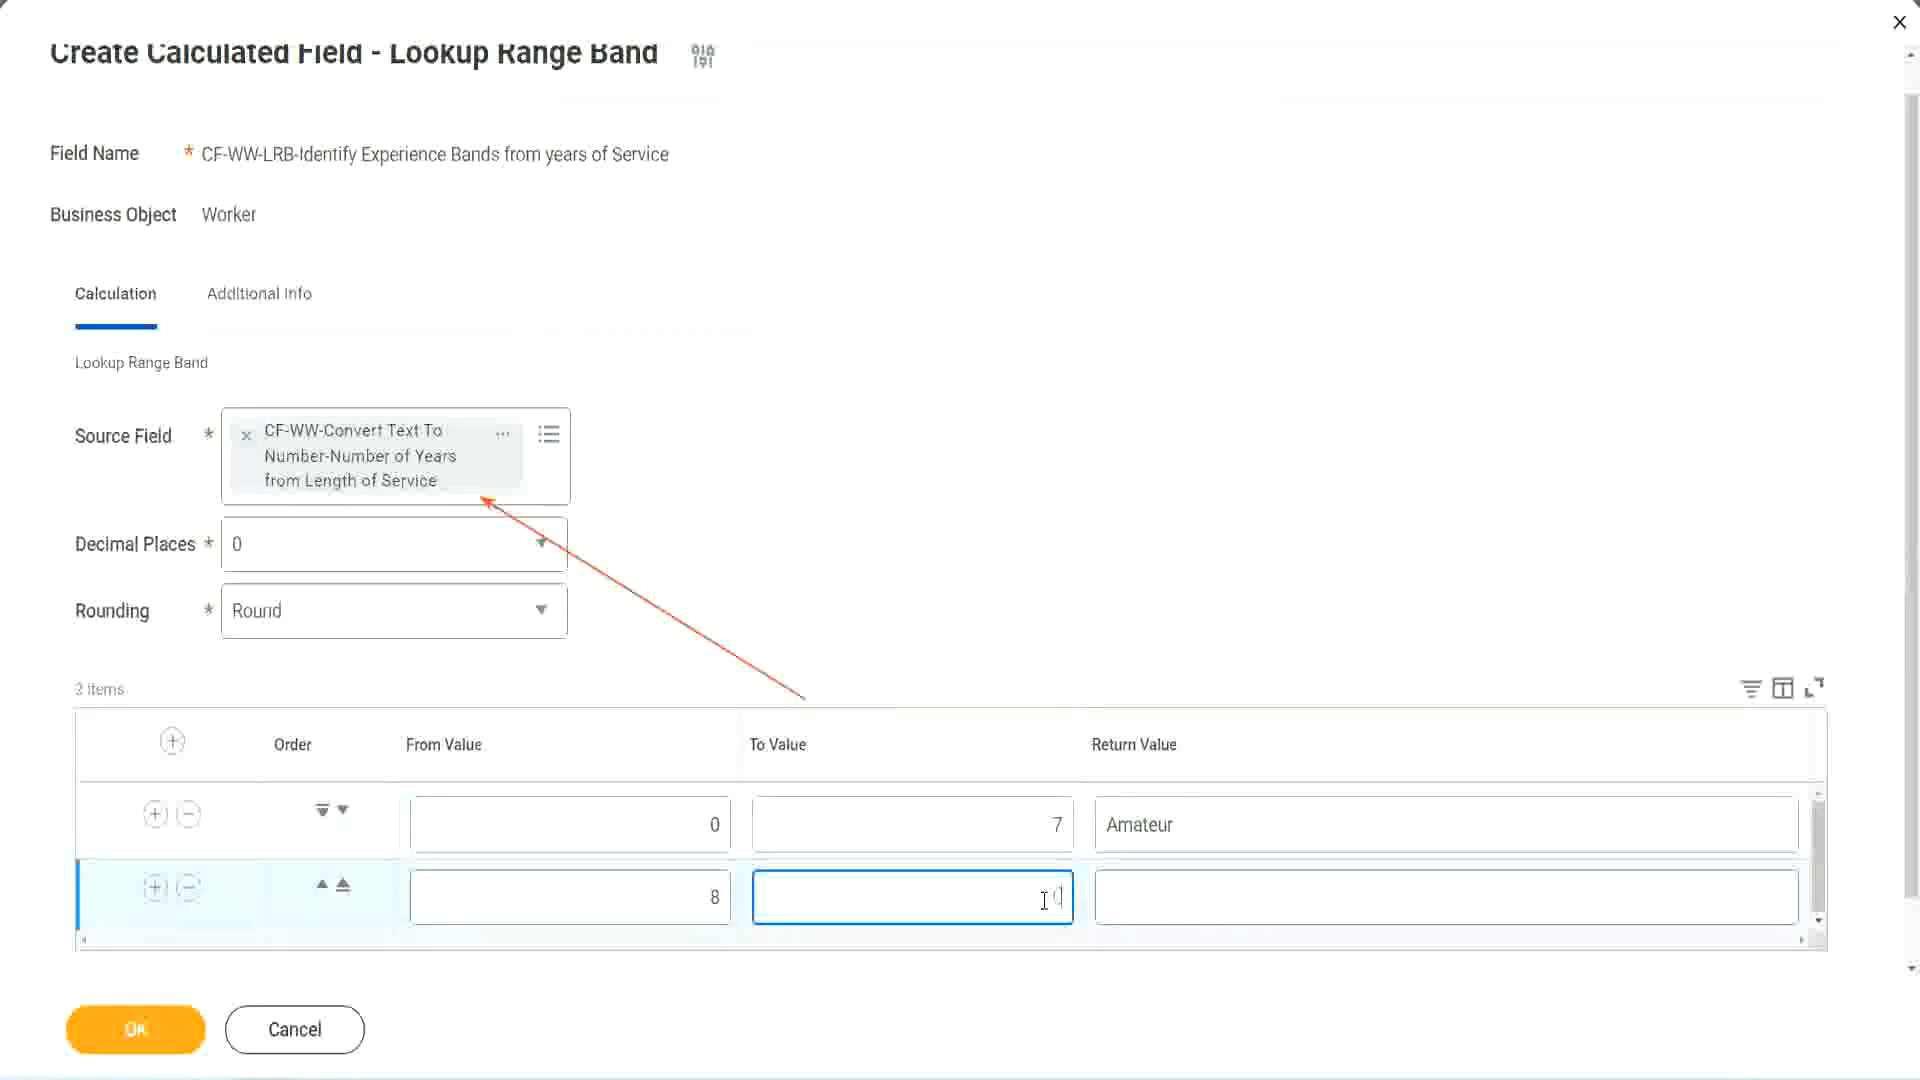 Create Calculated Field - Lookup Range Band
Field Name * CF-WW-LRB-Identify Experience Bands from years of Service
Business Object Worker
Calculation Additional Info
Lookup Range Band
Source Field * × CF-WW-Convert Text To
Number-Number of Years
from Length of Service
Decimal Places * 0
Rounding * Round
items
Order From Value To Value Return Value
0 7 Amateur
8
OK Cancel